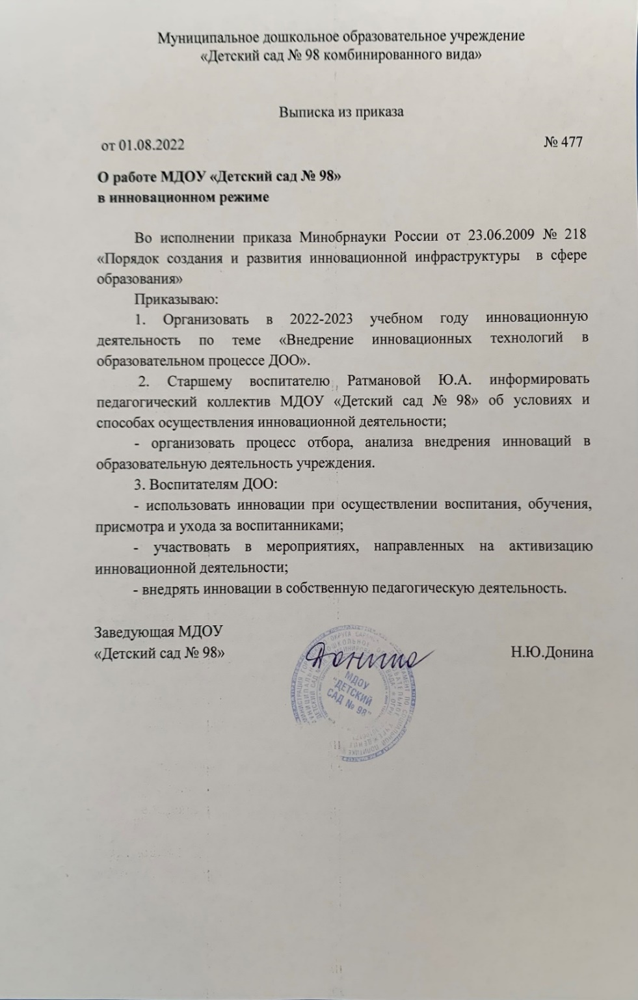 Муниципальное дошкольное образовательное учреждение
«Детский сад № 98 комбинированного вида»
Выписка из приказа
от 01.08.2022 № 477
О работе МДОУ «Детский сад № 98»
в инновационном режиме
Во исполнении приказа Минобрнауки России от 23.06.2009 № 218
«Порядок создания и развития инновационной инфраструктуры в сфере
образования»
Приказываю:
1. Организовать в 2022-2023 учебном году инновационную
деятельность по теме «Внедрение инновационных технологий в
образовательном процессе ДОО».
2. Старшему воспитателю Ратмановой Ю.А. информировать
педагогический коллектив МДОУ «Детский сад № 98» об условиях и
способах осуществления инновационной деятельности;
- организовать процесс отбора, анализа внедрения инноваций в
образовательную деятельность учреждения.
3. Воспитателям ДОО:
- использовать инновации при осуществлении воспитания, обучения,
присмотра и ухода за воспитанниками;
- участвовать в мероприятиях, направленных на активизацию
инновационной деятельности;
- внедрять инновации в собственную педагогическую деятельность.
Заведующая МДОУ
«Детский сад № 98» Донина Н.Ю.Донина
МДОУ
"ДЕТСКИЙ
САД № 98"